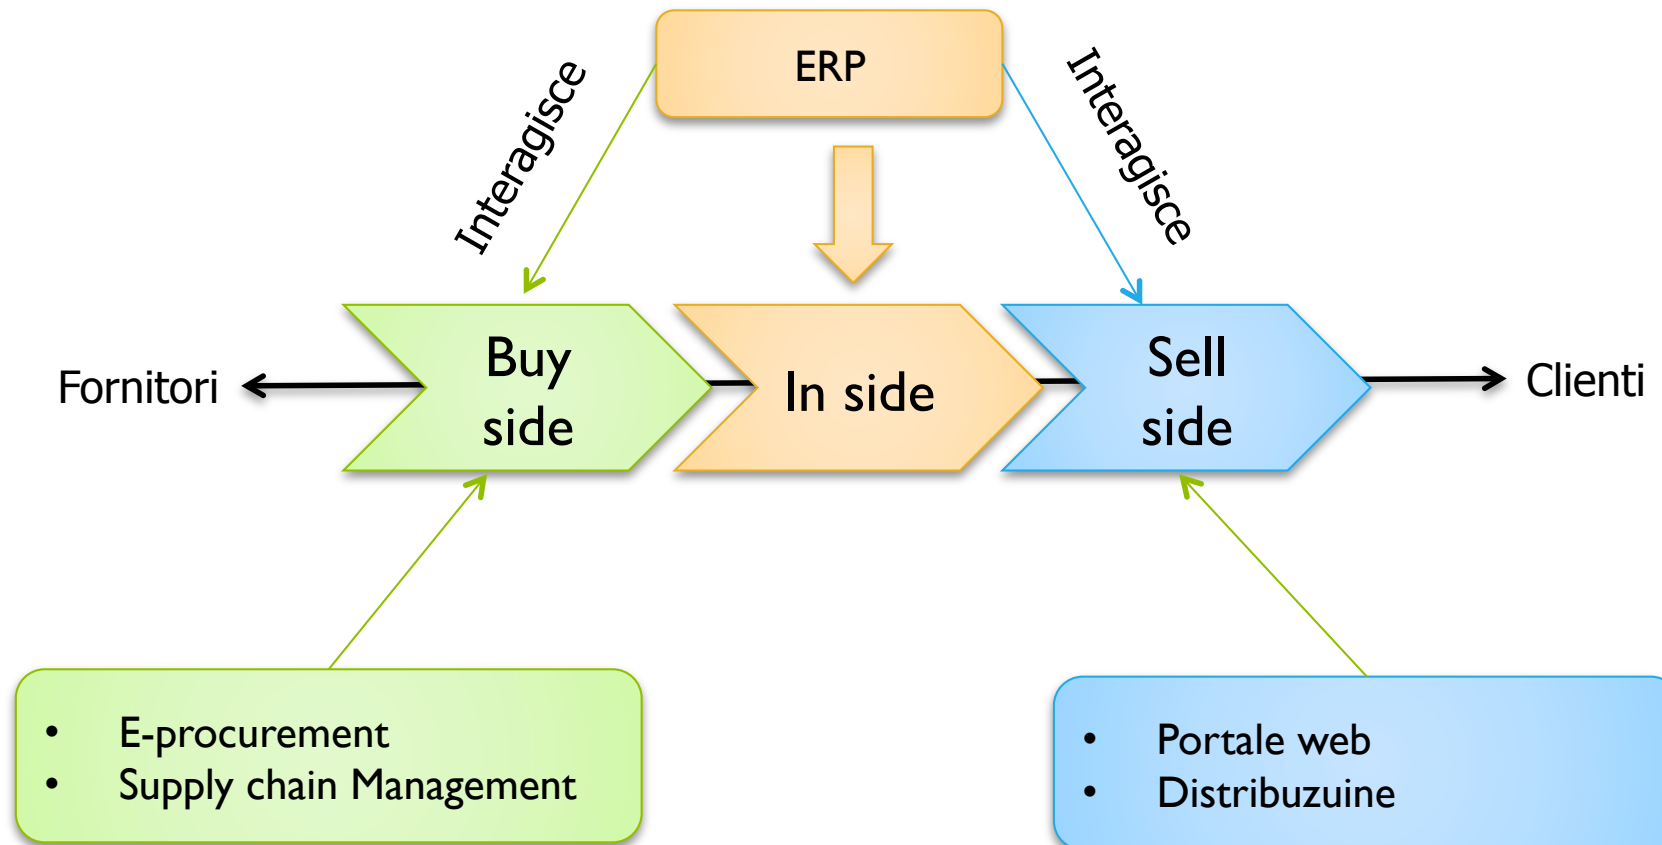 ERP
Interagisce
Interagisce
Fornitori
Buy
side
In side
Sell
side
Clienti
• E-procurement
• Supply chain Management
• Portale web
• Distribuzuine